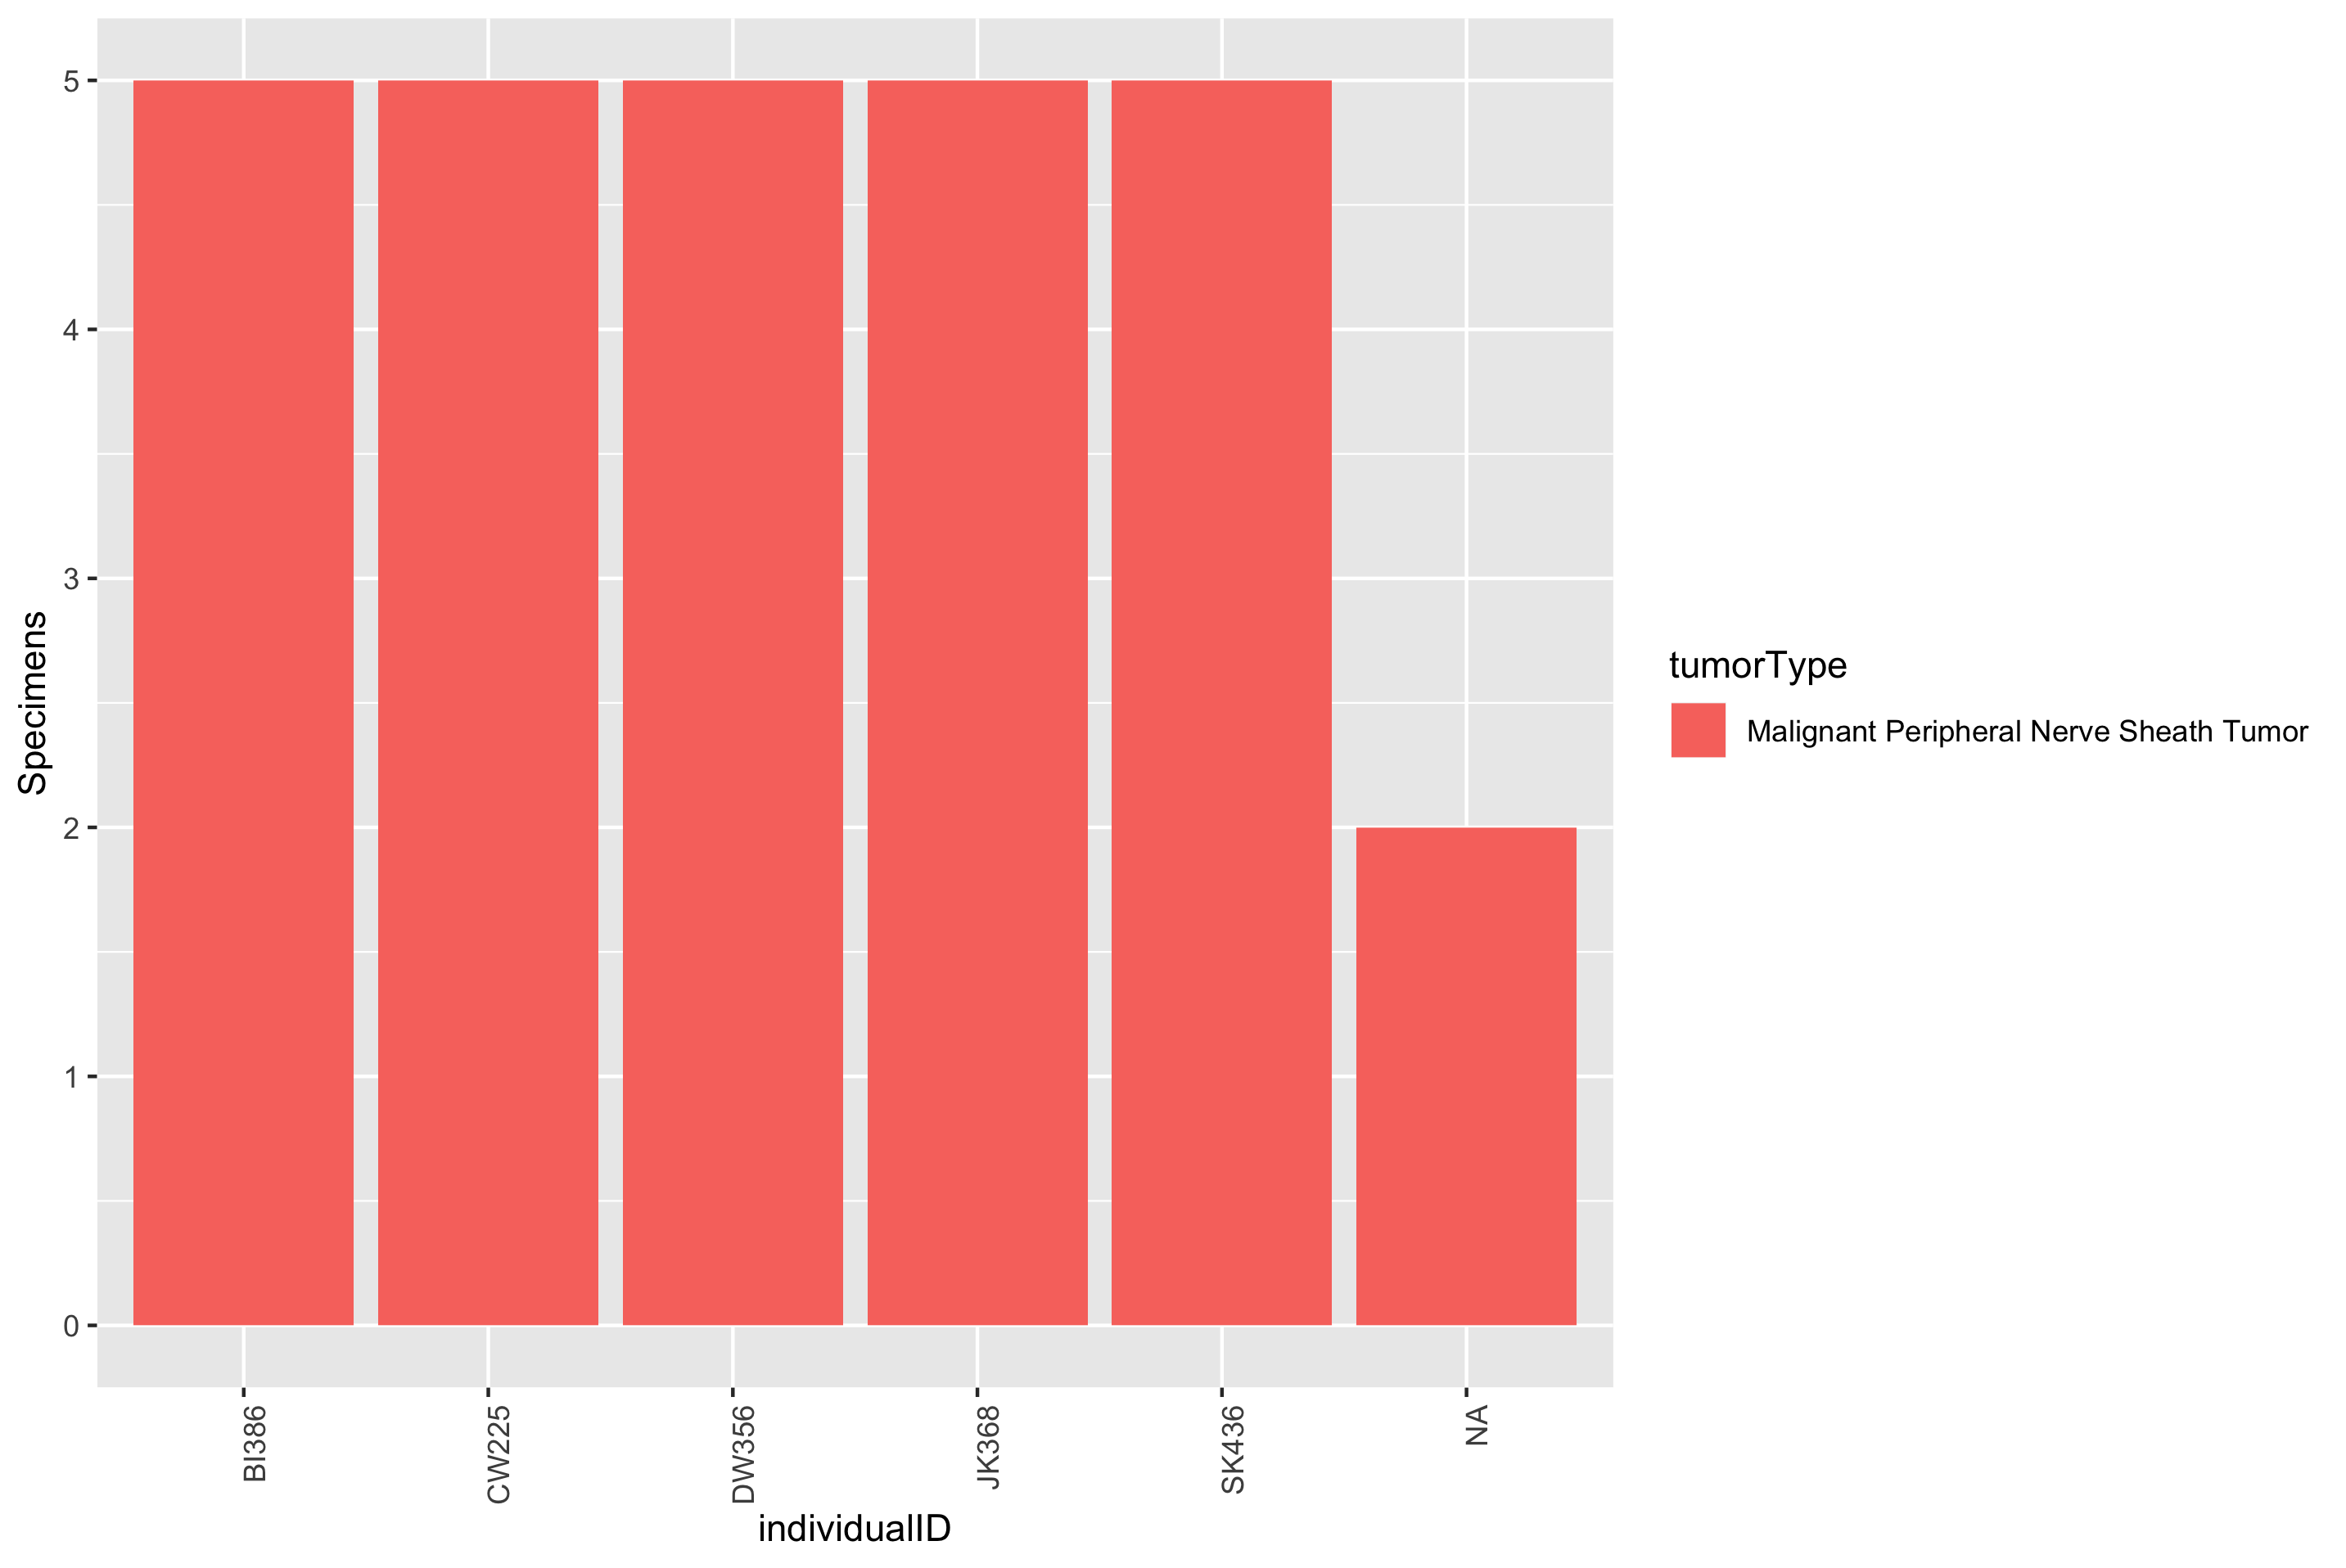 Specimens
5
4
3
2
1
0
BI386
CW225
DW356
JK368
SK436
NA
individualID
tumorType
Malignant Peripheral Nerve Sheath Tumor